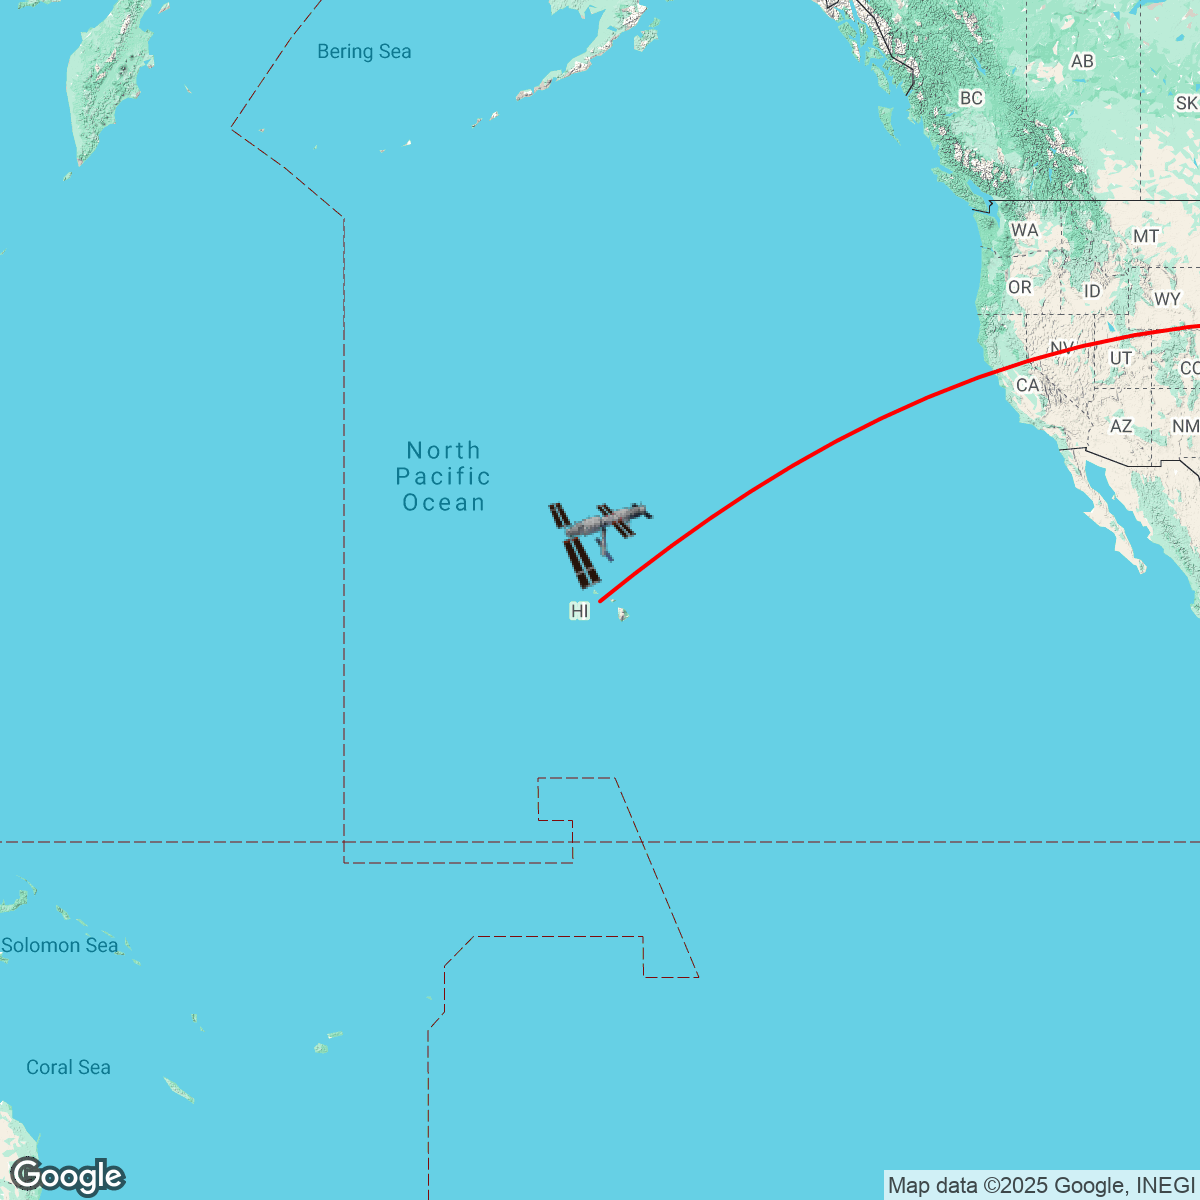 Bering Sea
AB
BC
SK
WA
MT
OR
ID
WY
NV
UT
CO
CA
AZ
NM
North
Pacific
Ocean
HI
Solomon Sea
Coral Sea
Google
Map data ©2025 Google, INEGI